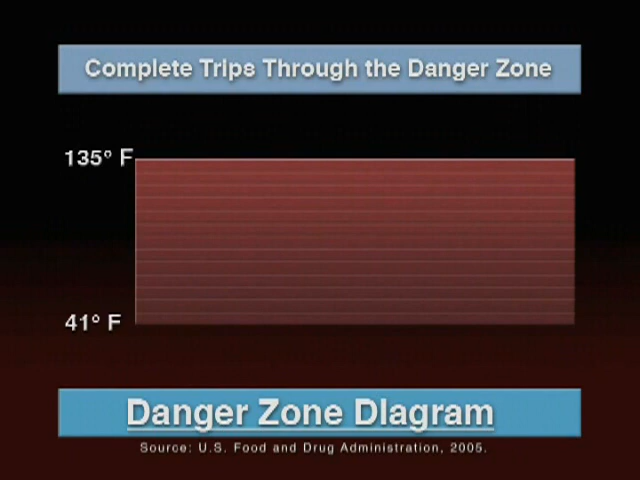 Complete Trips Through the Danger Zone
135° F
41° F
Danger Zone DIagram
Source: U.S. Food and Drug Administration, 2005.